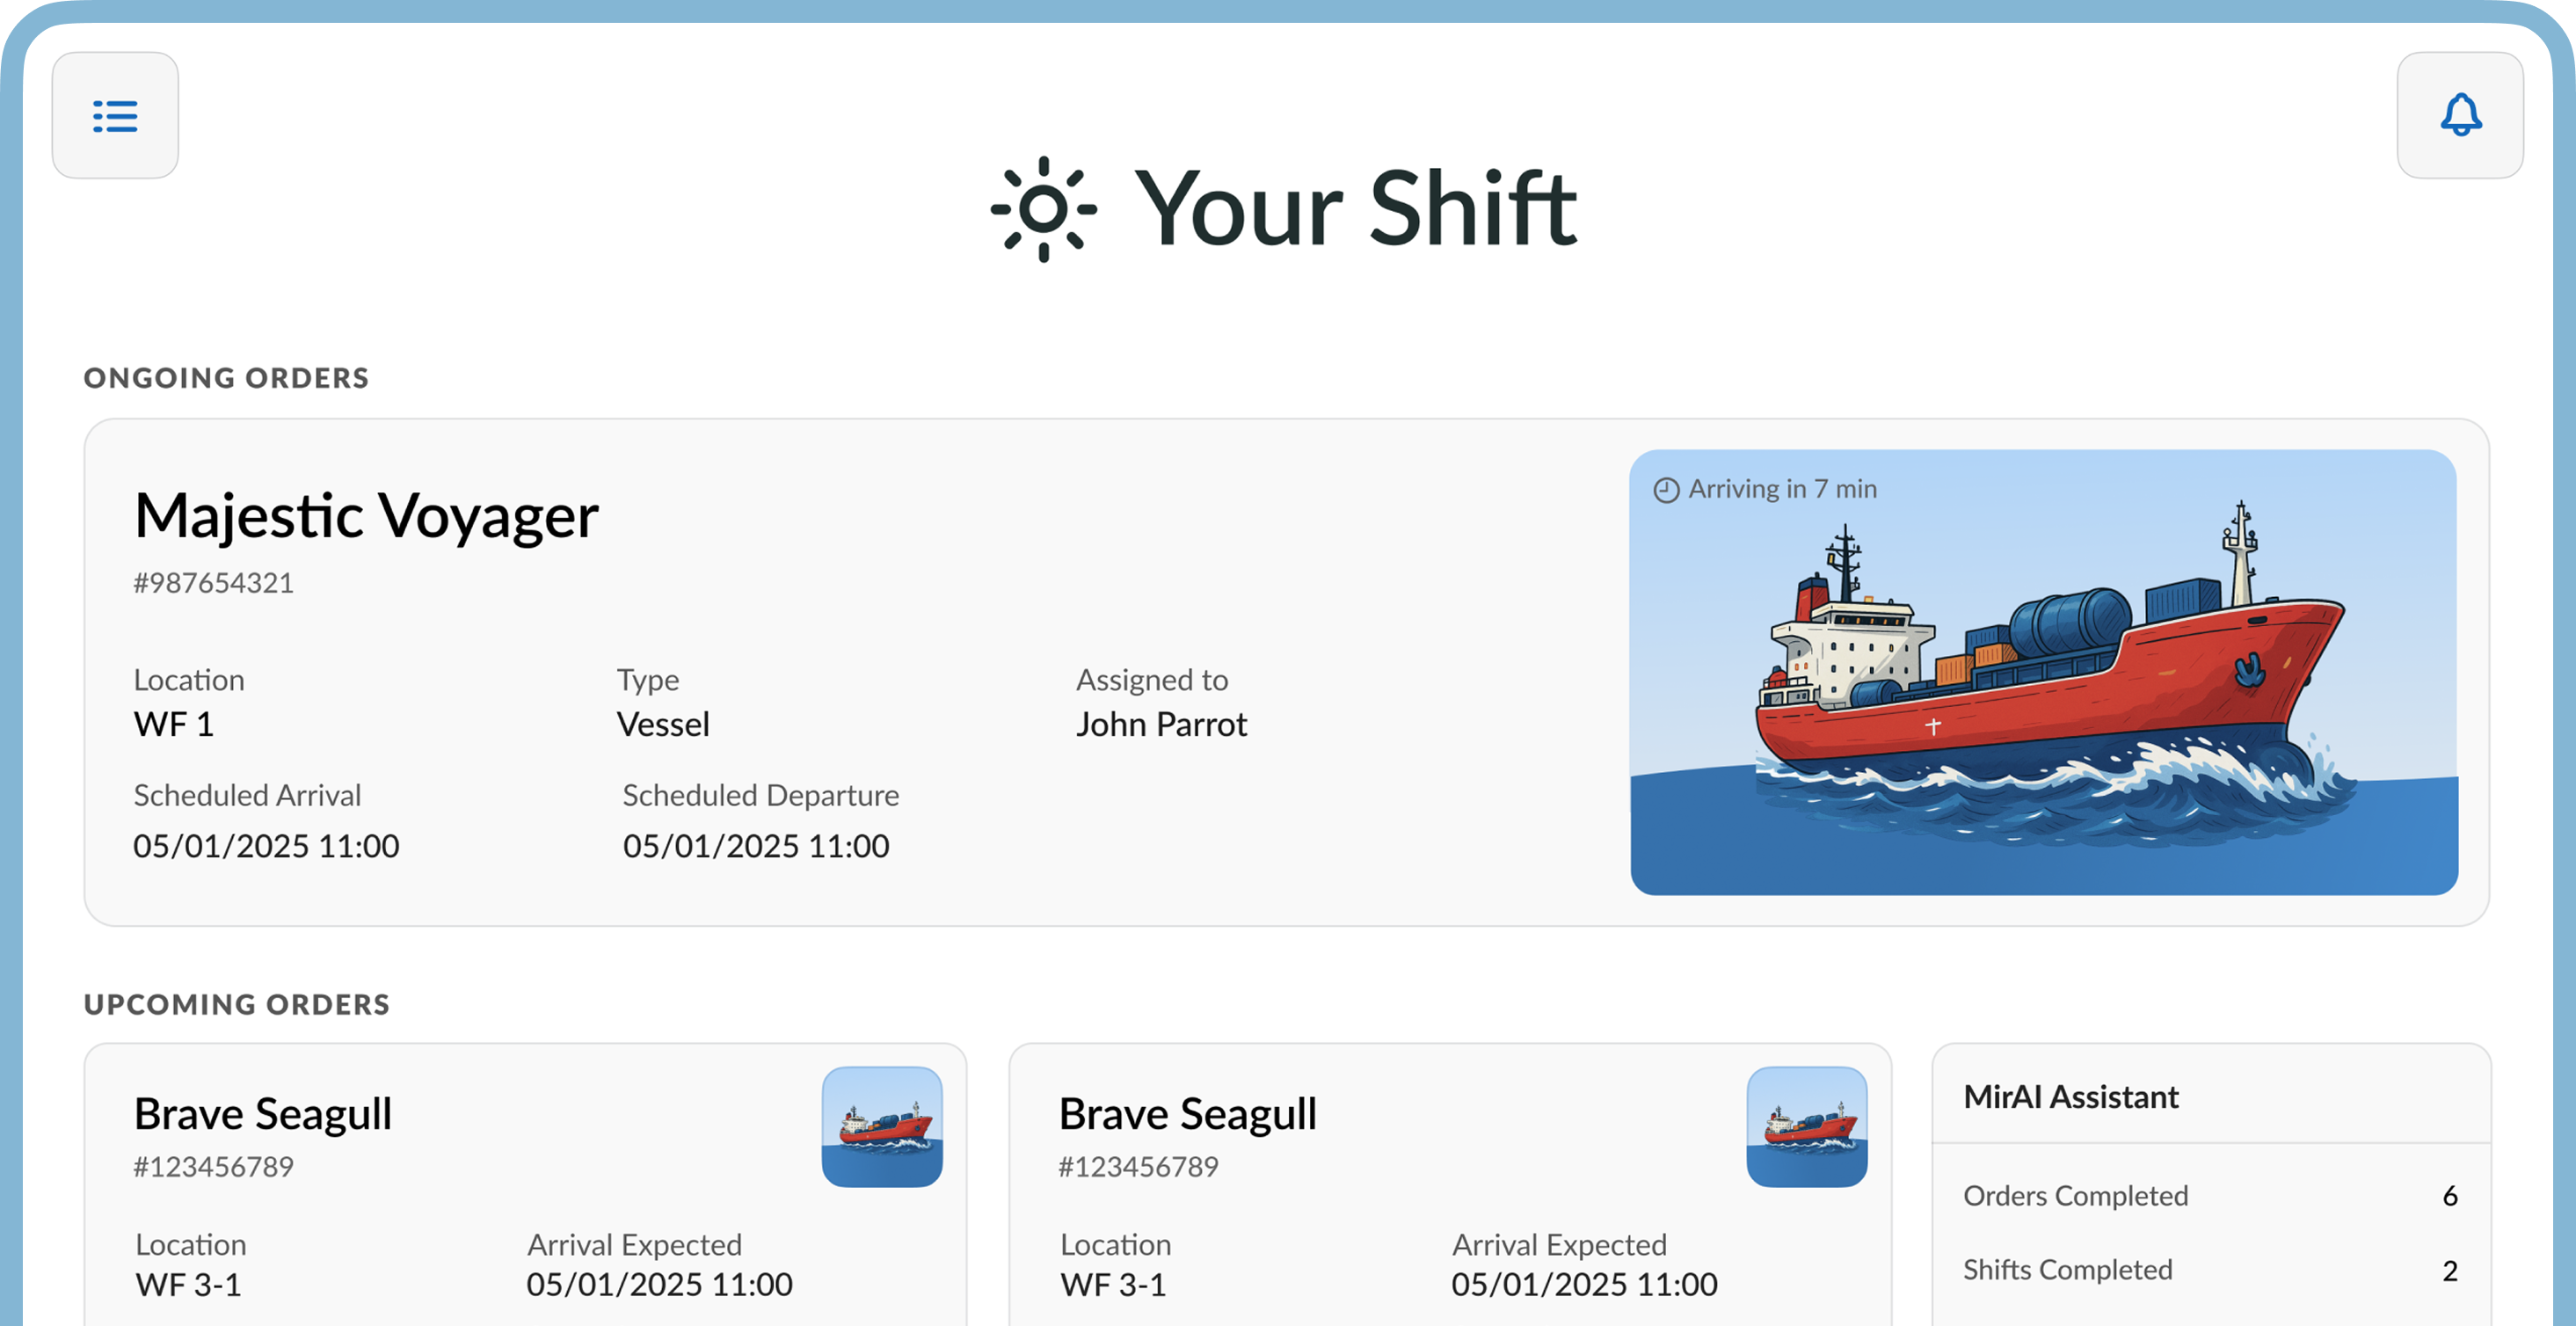 Your Shift
ONGOING ORDERS
Majestic Voyager
#987654321
Location
WF 1
Type
Vessel
Assigned to
John Parrot
Scheduled Arrival
05/01/2025 11:00
Scheduled Departure
05/01/2025 11:00
Arriving in 7 min
UPCOMING ORDERS
Brave Seagull
#123456789
Location
WF 3-1
Arrival Expected
05/01/2025 11:00
Brave Seagull
#123456789
Location
WF 3-1
Arrival Expected
05/01/2025 11:00
MirAI Assistant
Orders Completed 6
Shifts Completed 2